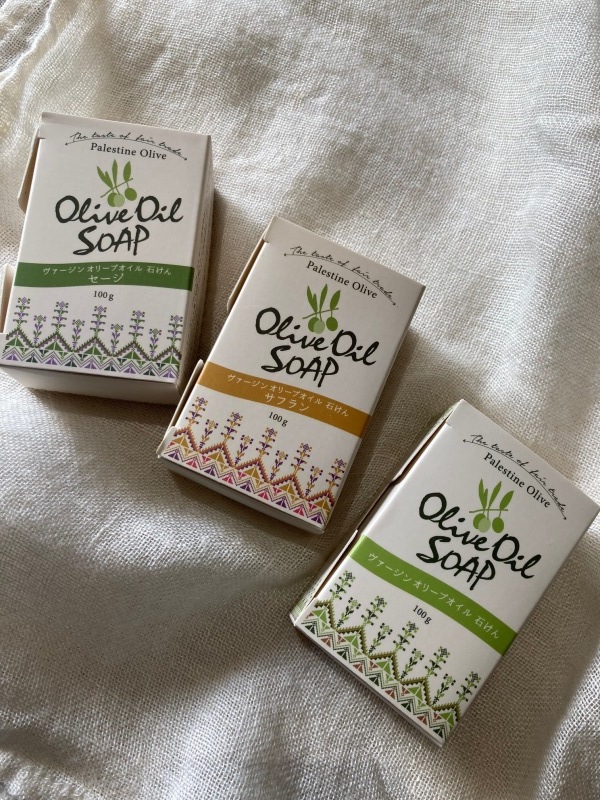 The taste of fair trade
Palestine Olive
Olive Oil
SOAP
ヴァージン オリーブオイル 石けん
セージ
100g
The taste of fair trade
Palestine Olive
Olive Oil
SOAP
ヴァージン オリーブオイル 石けん
サフラン
100g
The taste of fair trade
Palestine Olive
Olive Oil
SOAP
ヴァージン オリーブオイル 石けん
100g